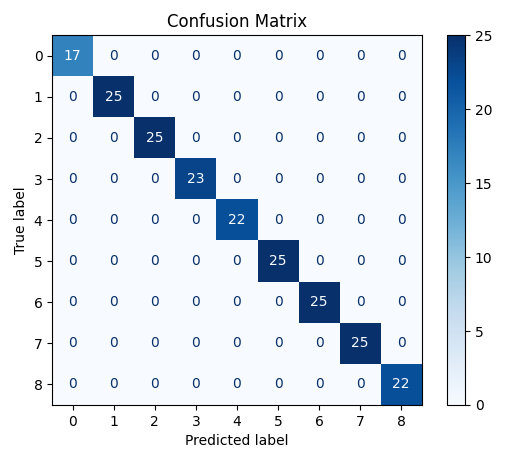 Confusion Matrix
True label
0 17 0 0 0 0 0 0 0 0
1 0 25 0 0 0 0 0 0 0
2 0 0 25 0 0 0 0 0 0
3 0 0 0 23 0 0 0 0 0
4 0 0 0 0 22 0 0 0 0
5 0 0 0 0 0 25 0 0 0
6 0 0 0 0 0 0 25 0 0
7 0 0 0 0 0 0 0 25 0
8 0 0 0 0 0 0 0 0 22
0 1 2 3 4 5 6 7 8
Predicted label
25
20
15
10
5
0